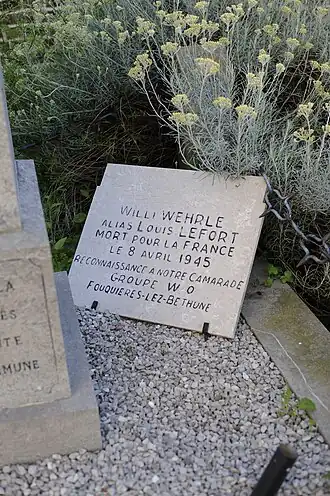 WILLI WEHRLE
ALIAS LOUIS LEFORT
MORT POUR LA FRANCE
LE 8 AVRIL 1945
RECONNAISSANCE A NOTRE CAMARADE
GROUPE W O
FOUQUIERES-LEZ-BETHUNE